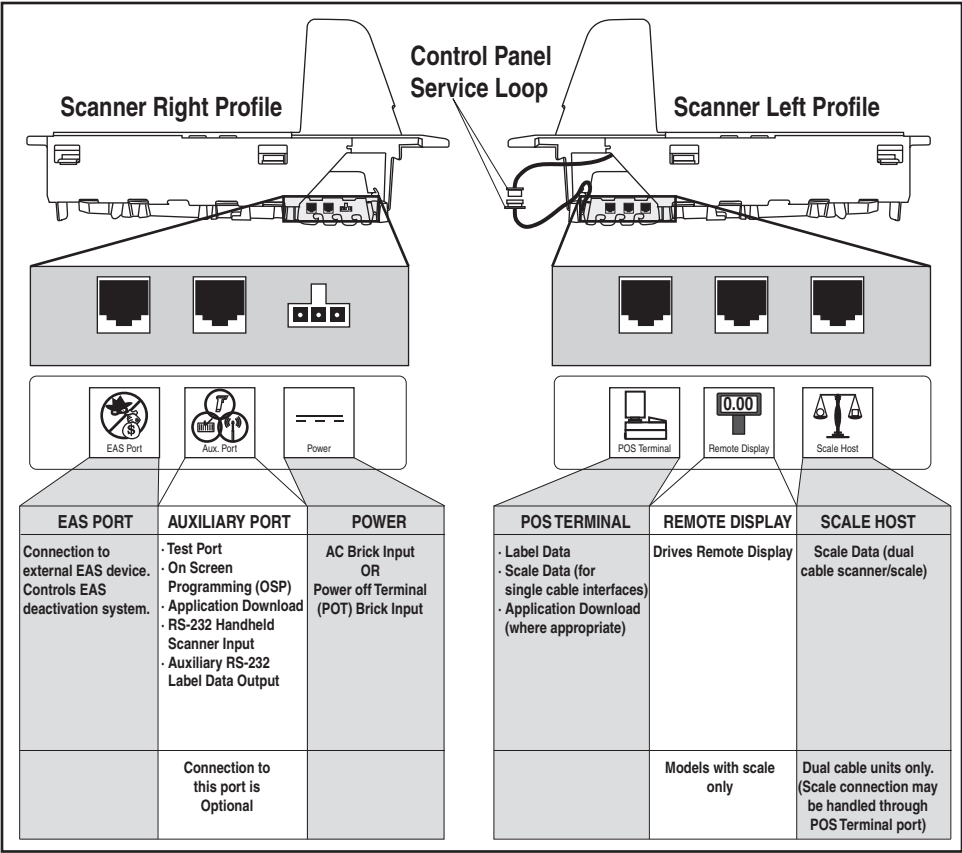 Control Panel
Service Loop
Scanner Right Profile
Scanner Left Profile
EAS Port
Aux. Port
Power
POS Terminal
0.00
Remote Display
Scale Host
$
EAS PORT
Connection to
external EAS device.
Controls EAS
deactivation system.
AUXILIARY PORT
· Test Port
· On Screen
Programming (OSP)
· Application Download
· RS-232 Handheld
Scanner Input
· Auxiliary RS-232
Label Data Output
Connection to
this port is
Optional
POWER
AC Brick Input
OR
Power off Terminal
(POT) Brick Input
POS TERMINAL
· Label Data
· Scale Data (for
single cable interfaces)
· Application Download
(where appropriate)
REMOTE DISPLAY
Drives Remote Display
Models with scale
only
SCALE HOST
Scale Data (dual
cable scanner/scale)
Dual cable units only.
(Scale connection may
be handled through
POS Terminal port)